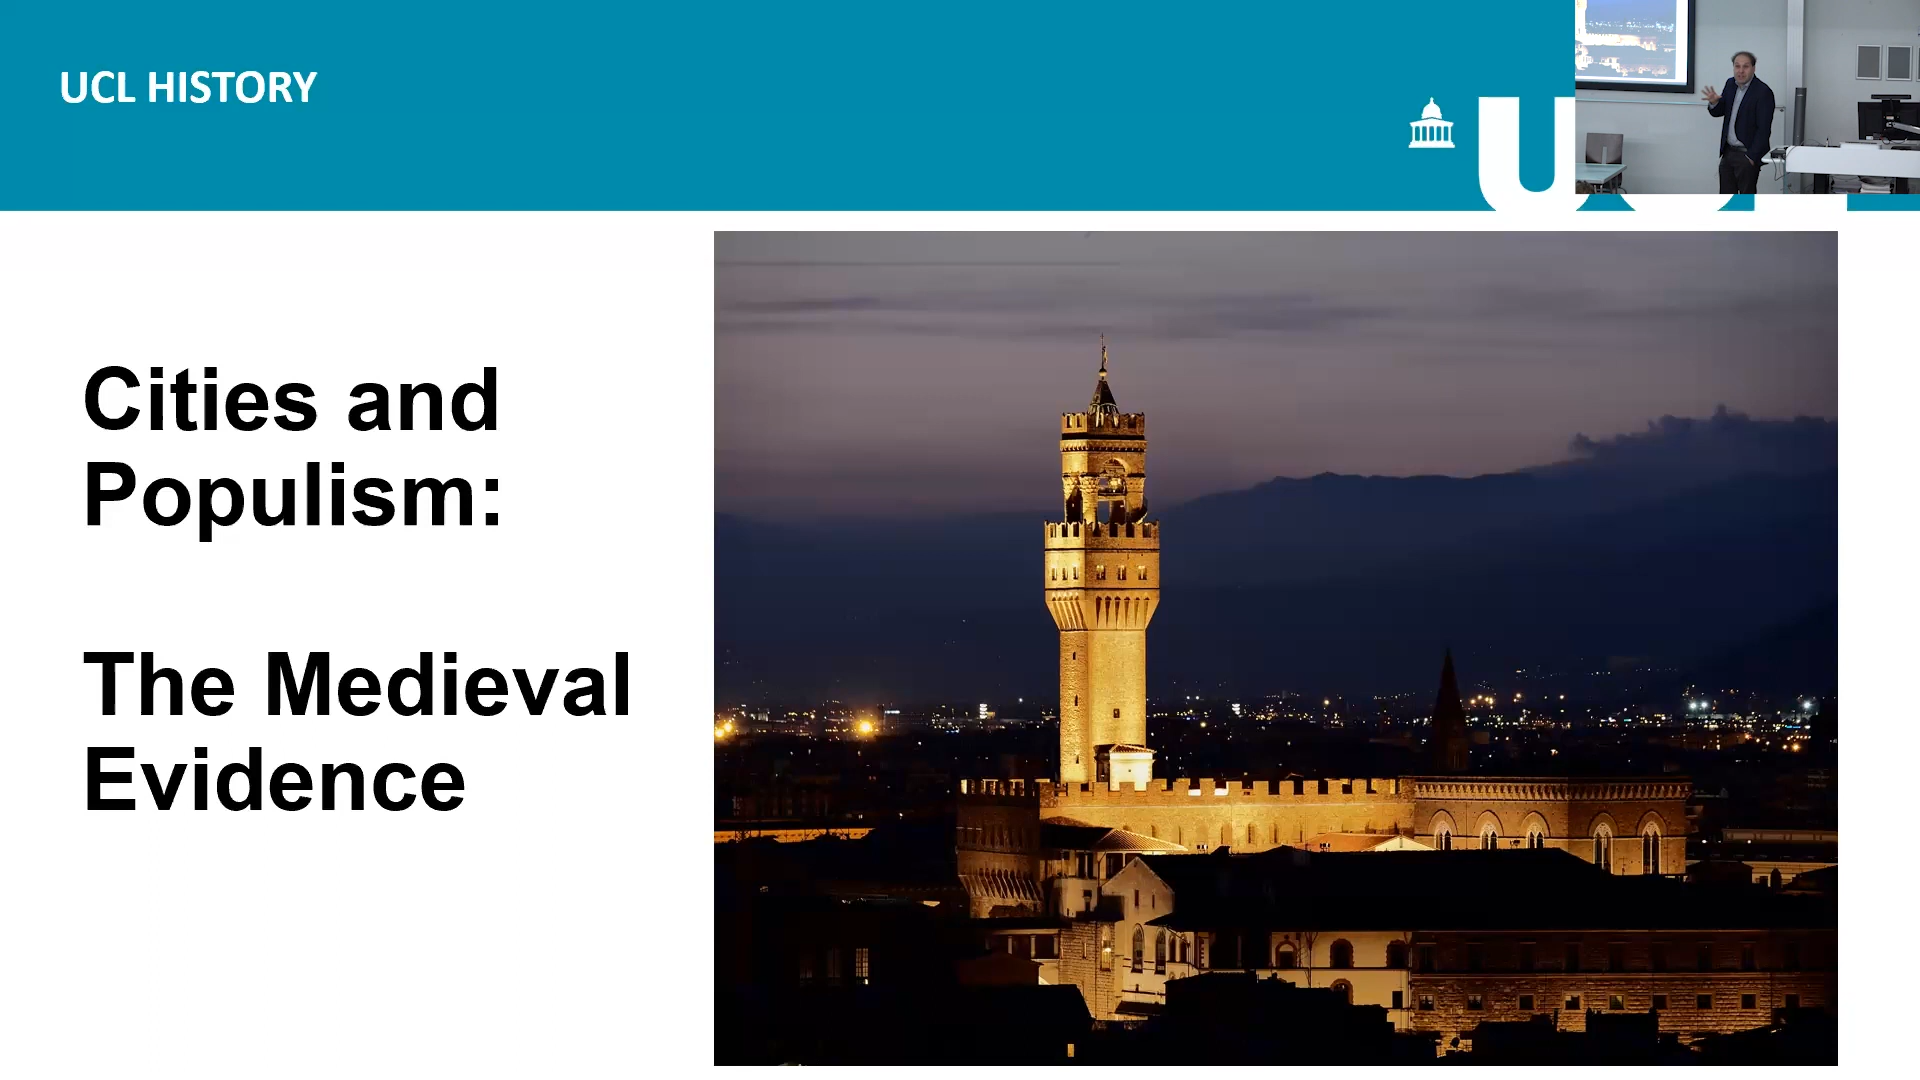 UCL HISTORY
Cities and
Populism:
The Medieval
Evidence